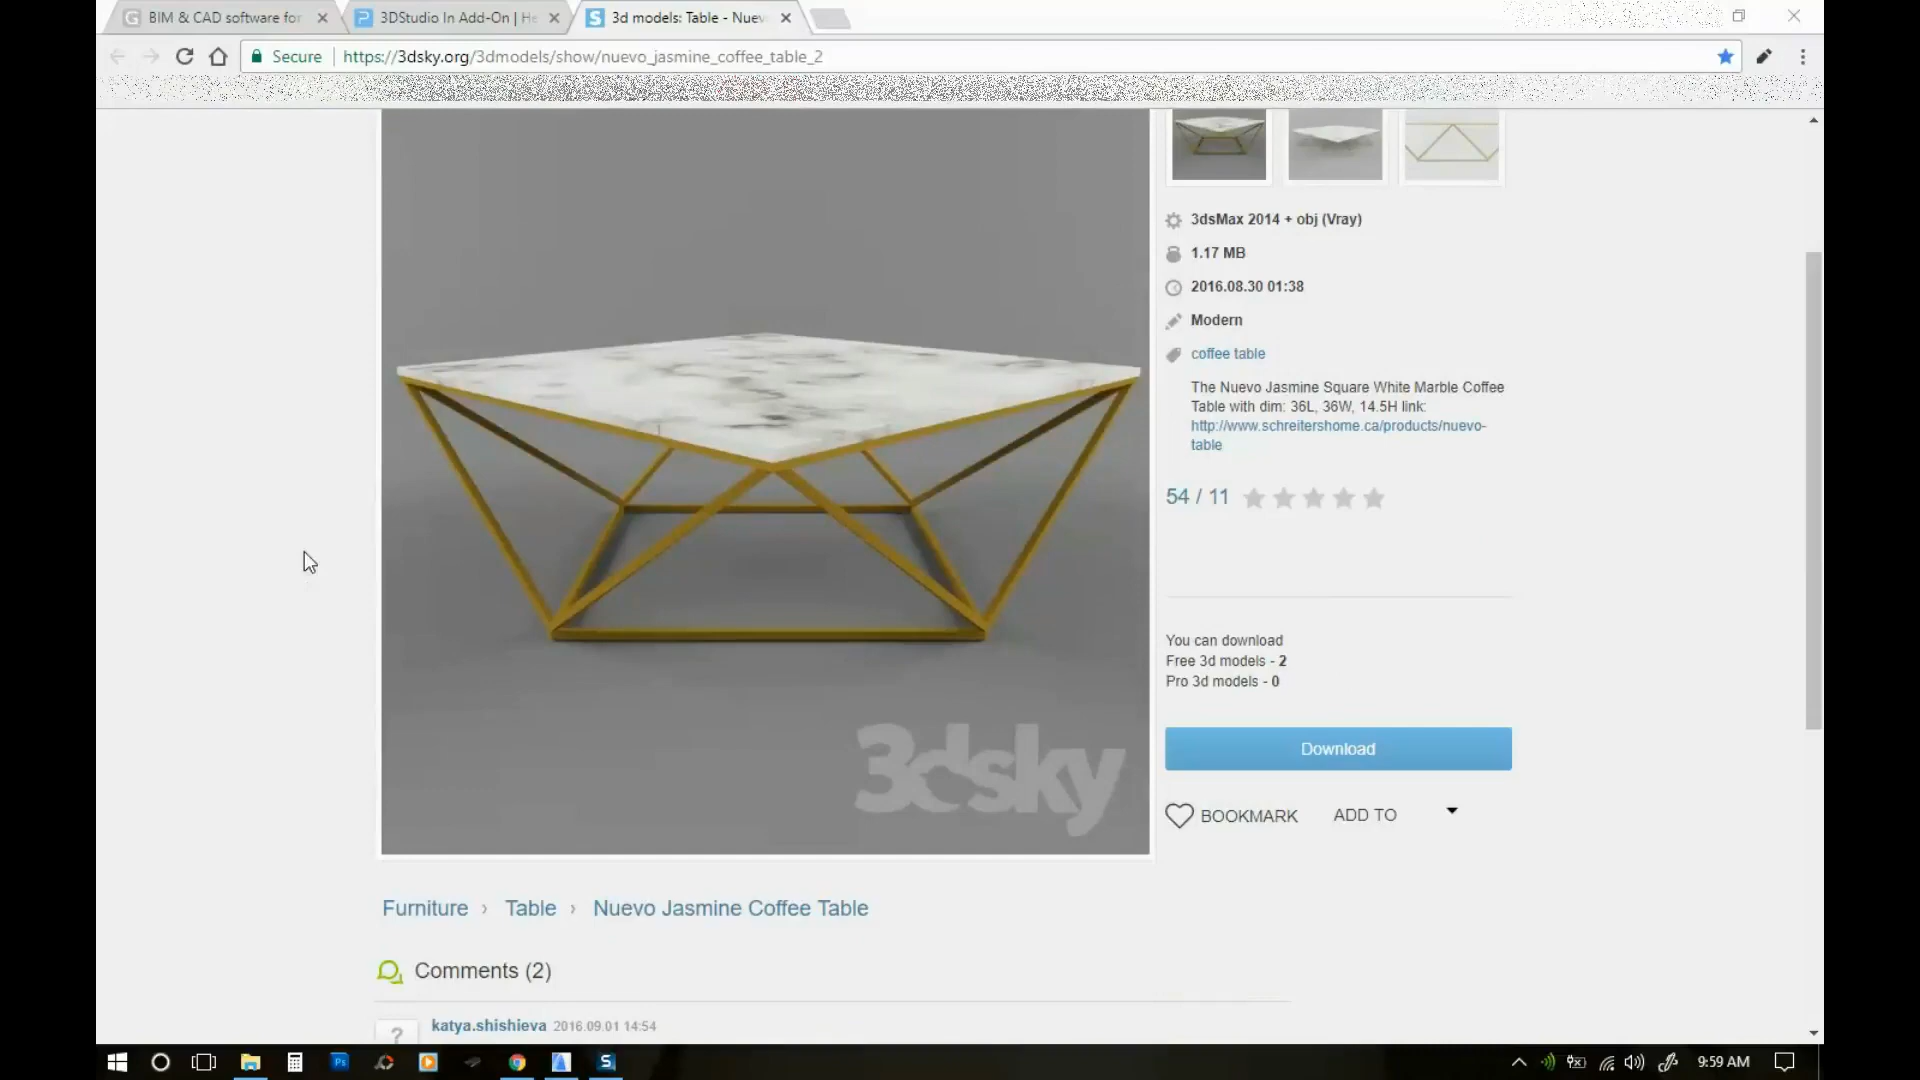 BIM & CAD software for
3DStudio In Add-On | He
3d models: Table - Nuev
Secure
https://3dsky.org/3dmodels/show/nuevo_jasmine_coffee_table_2
3dsMax 2014 + obj (Vray)
1.17 MB
2016.08.30 01:38
Modern
coffee table
The Nuevo Jasmine Square White Marble Coffee
Table with dim: 36L, 36W, 14.5H link:
http://www.schreitershome.ca/products/nuevo-
table
54 / 11
You can download
Free 3d models - 2
Pro 3d models - 0
Download
BOOKMARK
ADD TO
3dsky
Furniture › Table › Nuevo Jasmine Coffee Table
Comments (2)
?
katya.shishieva 2016.09.01 14:54
9:59 AM